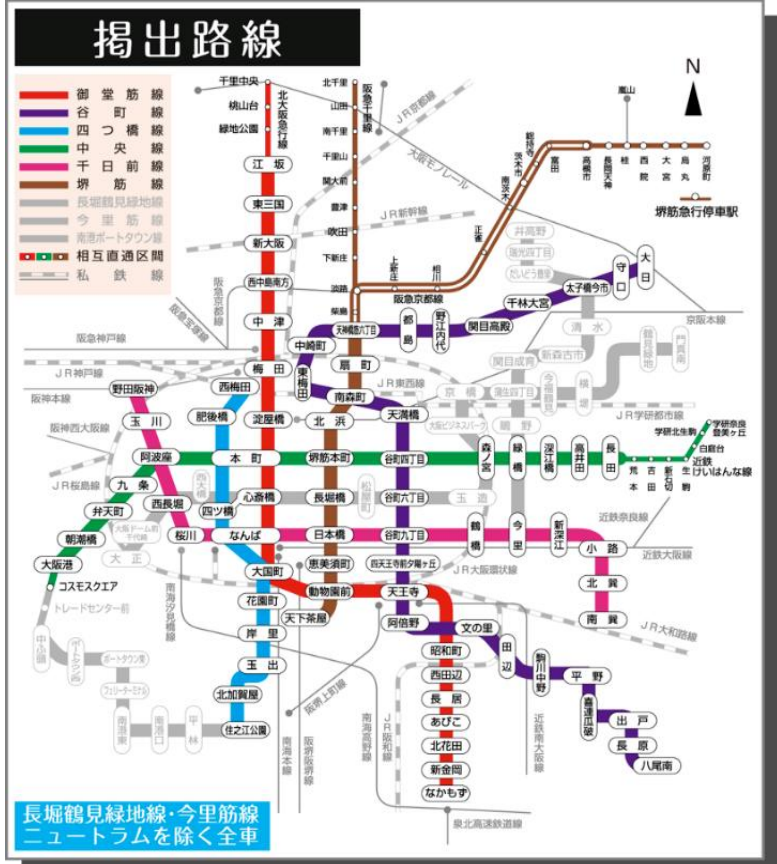 掲出路線
御堂筋線
谷町線
四つ橋線
中央線
千日前線
堺筋線
長堀鶴見緑地線
今里筋線
南港ポートタウン線
相互直通区間
私鉄線
N
千里中央
桃山台
緑地公園
北大阪急行線
江坂
東三国
新大阪
西中島南方
中津
梅田
淀屋橋
本町
心斎橋
なんば
大国町
動物園前
天王寺
昭和町
西田辺
長居
あびこ
北花田
新金岡
なかもず
北千里
山田
南千里
千里山
関大前
豊津
吹田
下新庄
淡路
柴島
阪急千里線
JR京都線
大阪モノレール
JR新幹線
上新庄
相川
正雀
南茨木
茨木市
総持寺
富田
高槻市
長岡天神
桂
西院
大宮
烏丸
河原町
嵐山
堺筋急行停車駅
阪急京都線
阪急京都線
阪急宝塚線
阪急神戸線
JR神戸線
阪神本線
阪神西大阪線
JR桜島線
大日
守口
太子橋今市
千林大宮
関目高殿
野江内代
都島
天神橋筋六丁目
中崎町
東梅田
南森町
天満橋
谷町四丁目
谷町六丁目
谷町九丁目
四天王寺前夕陽ヶ丘
阿倍野
文の里
田辺
駒川中野
平野
喜連瓜破
出戸
長原
八尾南
扇町
北浜
堺筋本町
長堀橋
日本橋
恵美須町
天下茶屋
西梅田
肥後橋
四ツ橋
花園町
岸里
玉出
北加賀屋
住之江公園
野田阪神
玉川
阿波座
西長堀
桜川
鶴橋
今里
新深江
小路
北巽
南巽
九条
弁天町
朝潮橋
大阪港
コスモスクエア
トレードセンター前
中ふ頭
ポートタウン西
ポートタウン東
フェリーターミナル
南港東
南港口
平林
森ノ宮
緑橋
深江橋
高井田
長田
荒本
吉田
新石切
生駒
白庭台
学研北生駒
学研奈良
登美ヶ丘
近鉄
けいはんな線
井高野
瑞光四丁目
だいどう豊里
清水
新森古市
関目成育
蒲生四丁目
鴫野
京橋
大阪ビジネスパーク
今福鶴見
横堤
鶴見緑地
門真南
玉造
松屋町
西大橋
大阪ドーム前
千代崎
大正
京阪本線
JR東西線
JR学研都市線
近鉄奈良線
近鉄大阪線
JR大阪環状線
JR大和路線
南海汐見橋線
阪堺上町線
南海本線
阪堺阪堺線
南海高野線
JR阪和線
近鉄南大阪線
泉北高速鉄道線
長堀鶴見緑地線・今里筋線
ニュートラムを除く全車